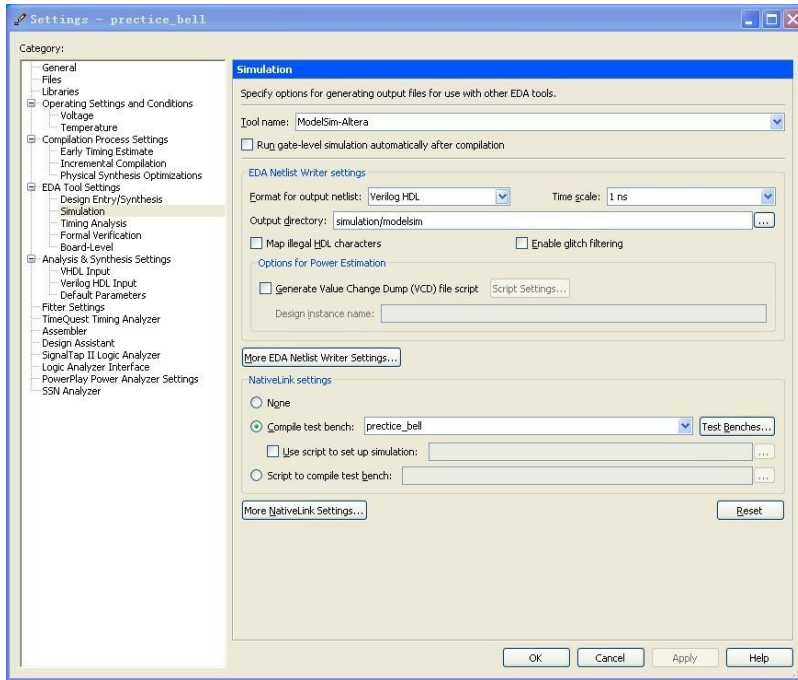 Settings - prectice_bell
Category:
General
Files
Libraries
Operating Settings and Conditions
Voltage
Temperature
Compilation Process Settings
Early Timing Estimate
Incremental Compilation
Physical Synthesis Optimizations
EDA Tool Settings
Design Entry/Synthesis
Simulation
Timing Analysis
Formal Verification
Board-Level
Analysis & Synthesis Settings
VHDL Input
Verilog HDL Input
Default Parameters
Fitter Settings
TimeQuest Timing Analyzer
Assembler
Design Assistant
SignalTap II Logic Analyzer
Logic Analyzer Interface
PowerPlay Power Analyzer Settings
SSN Analyzer
Simulation
Specify options for generating output files for use with other EDA tools.
Tool name: ModelSim-Altera
Run gate-level simulation automatically after compilation
EDA Netlist Writer settings
Format for output netlist: Verilog HDL Time scale: 1 ns
Output directory: simulation/modelsim ...
Map illegal HDL characters Enable glitch filtering
Options for Power Estimation
Generate Value Change Dump (VCD) file script Script Settings...
Design instance name:
More EDA Netlist Writer Settings...
NativeLink settings
None
Compile test bench: prectice_bell Test Benches...
Use script to set up simulation: ...
Script to compile test bench: ...
More NativeLink Settings... Reset
OK Cancel Apply Help